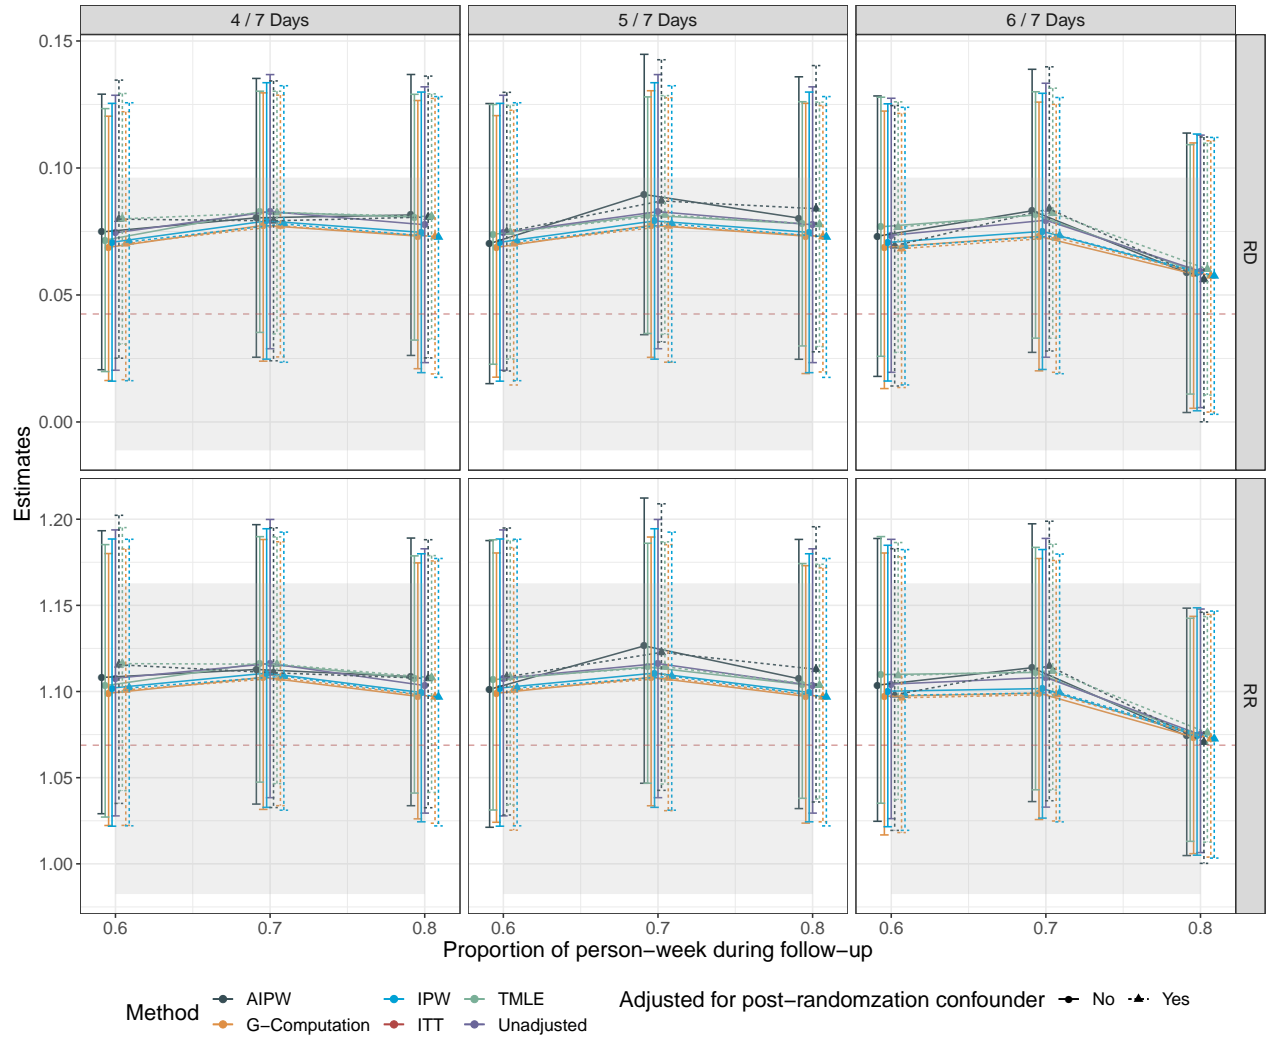 4 / 7 Days
5 / 7 Days
6 / 7 Days
0.15
0.10
0.05
0.00
RD
Estimates
1.20
1.15
1.10
1.05
1.00
RR
0.6 0.7 0.8 0.6 0.7 0.8 0.6 0.7 0.8
Proportion of person−week during follow−up
Method
AIPW
IPW
TMLE
G−Computation
ITT
Unadjusted
Adjusted for post−randomzation confounder
No
Yes